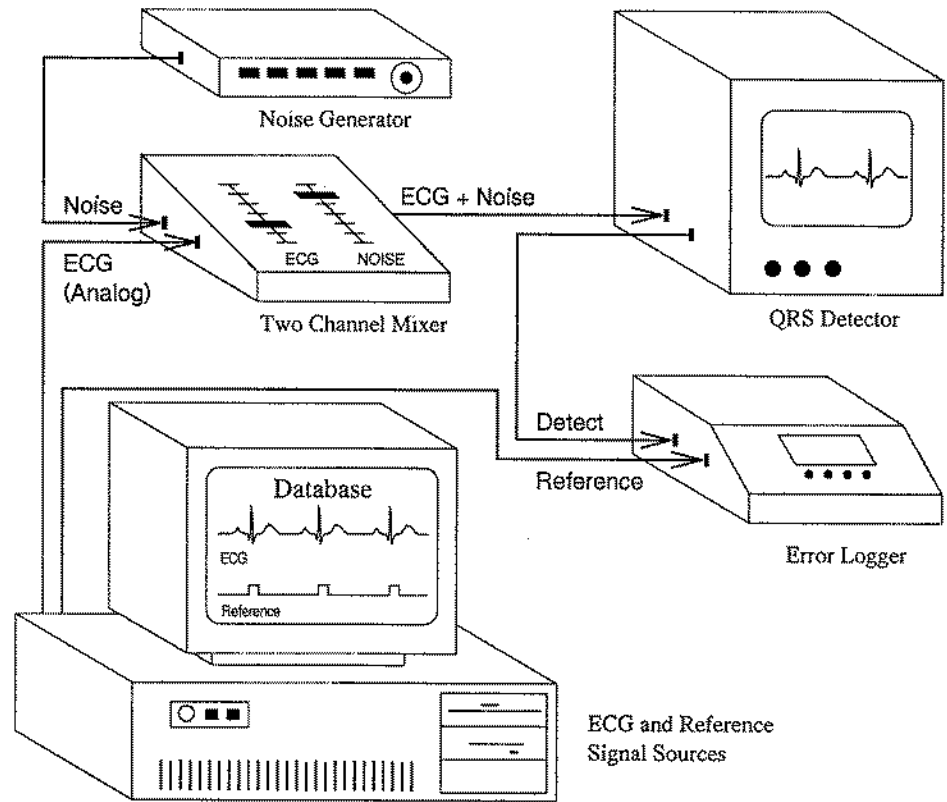 Noise Generator
Noise
ECG
(Analog)
ECG
NOISE
Two Channel Mixer
ECG + Noise
QRS Detector
Detect
Reference
Error Logger
Database
ECG
Reference
ECG and Reference
Signal Sources